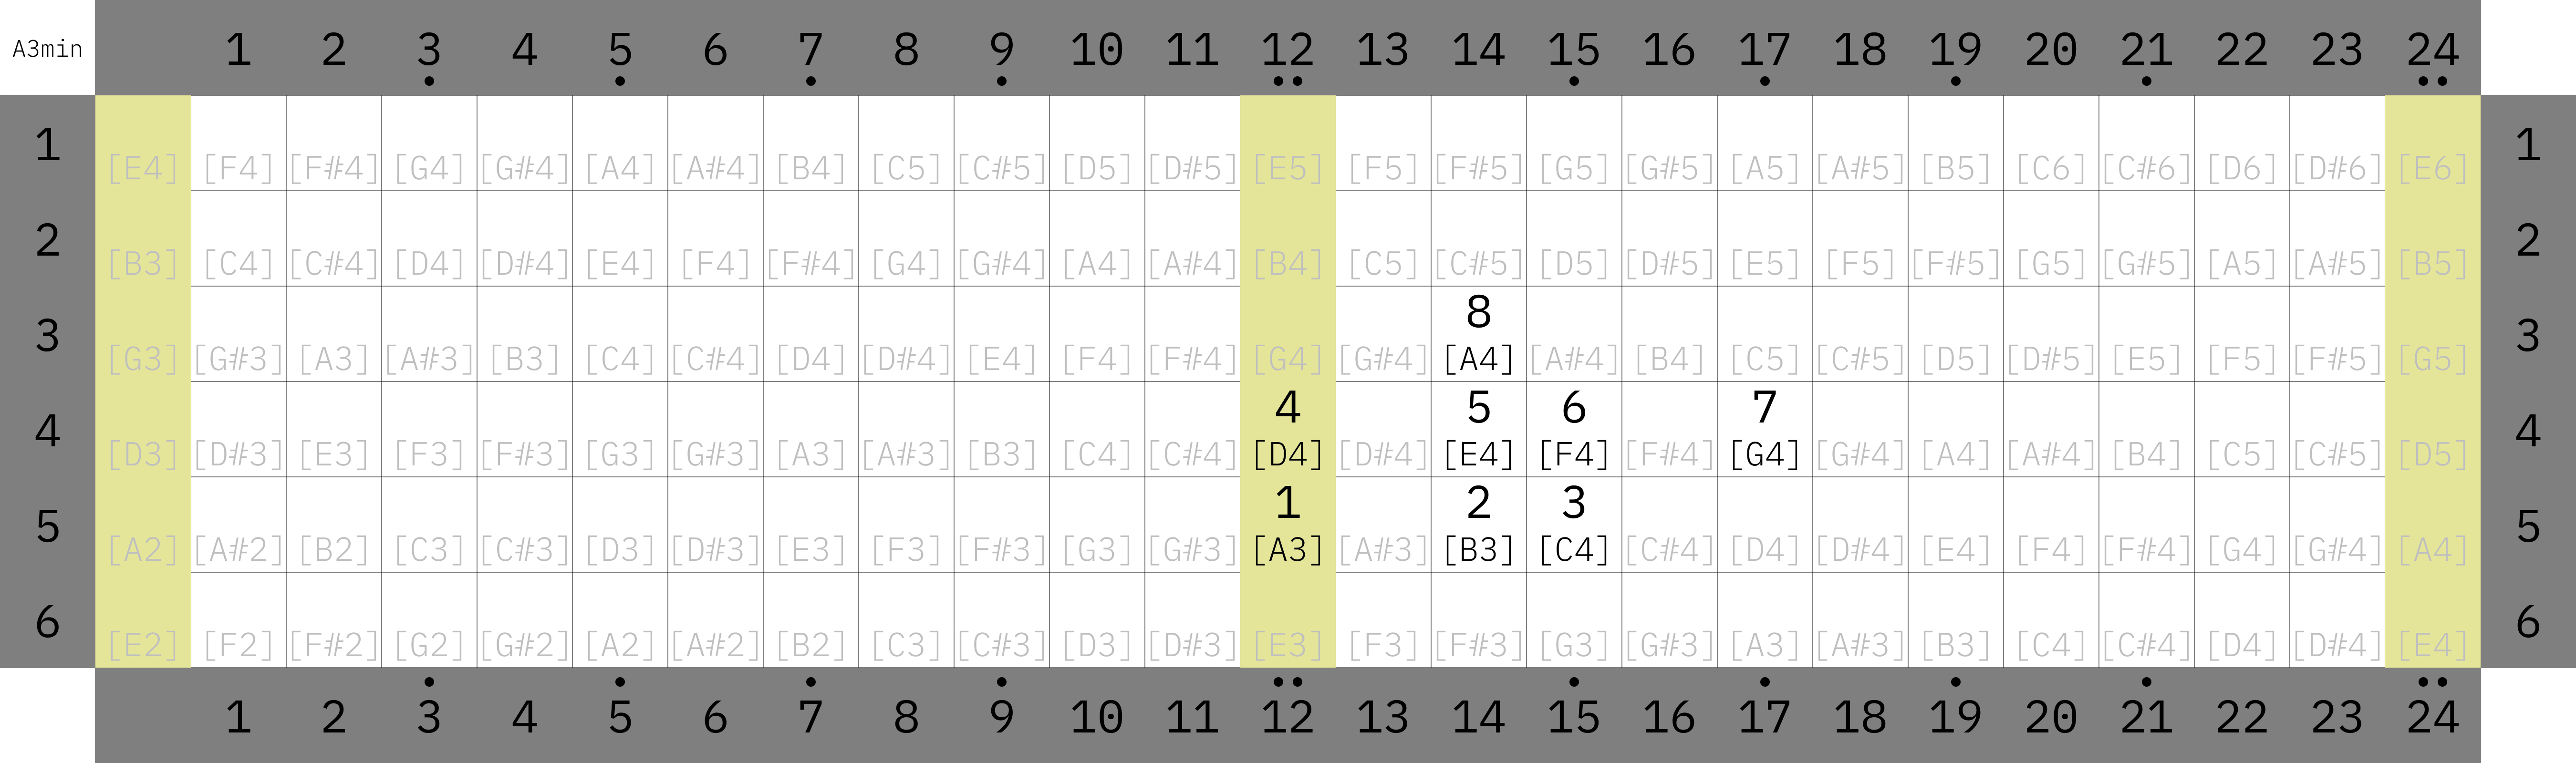 A3min 1 2 3 4 5 6 7 8 9 10 11 12 13 14 15 16 17 18 19 20 21 22 23 24
1 [E4] [F4] [F#4] [G4] [G#4] [A4] [A#4] [B4] [C5] [C#5] [D5] [D#5] [E5] [F5] [F#5] [G5] [G#5] [A5] [A#5] [B5] [C6] [C#6] [D6] [D#6] [E6] 1
2 [B3] [C4] [C#4] [D4] [D#4] [E4] [F4] [F#4] [G4] [G#4] [A4] [A#4] [B4] [C5] [C#5] [D5] [D#5] [E5] [F5] [F#5] [G5] [G#5] [A5] [A#5] [B5] 2
8
3 [G3] [G#3] [A3] [A#3] [B3] [C4] [C#4] [D4] [D#4] [E4] [F4] [F#4] [G4] [G#4] [A4] [A#4] [B4] [C5] [C#5] [D5] [D#5] [E5] [F5] [F#5] [G5] 3
4 5 6 7
4 [D3] [D#3] [E3] [F3] [F#3] [G3] [G#3] [A3] [A#3] [B3] [C4] [C#4] [D4] [D#4] [E4] [F4] [F#4] [G4] [G#4] [A4] [A#4] [B4] [C5] [C#5] [D5] 4
1 2 3
5 [A2] [A#2] [B2] [C3] [C#3] [D3] [D#3] [E3] [F3] [F#3] [G3] [G#3] [A3] [A#3] [B3] [C4] [C#4] [D4] [D#4] [E4] [F4] [F#4] [G4] [G#4] [A4] 5
6 [E2] [F2] [F#2] [G2] [G#2] [A2] [A#2] [B2] [C3] [C#3] [D3] [D#3] [E3] [F3] [F#3] [G3] [G#3] [A3] [A#3] [B3] [C4] [C#4] [D4] [D#4] [E4] 6
1 2 3 4 5 6 7 8 9 10 11 12 13 14 15 16 17 18 19 20 21 22 23 24